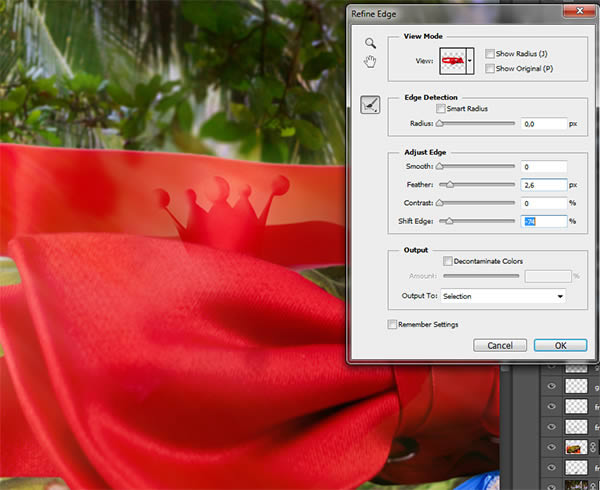 Refine Edge
View Mode
View:
Show Radius (J)
Show Original (P)
Edge Detection
Smart Radius
Radius: 0,0 px
Adjust Edge
Smooth: 0
Feather: 2,6 px
Contrast: 0 %
Shift Edge: -74 %
Output
Decontaminate Colors
Amount: %
Output To: Selection
Remember Settings
Cancel OK